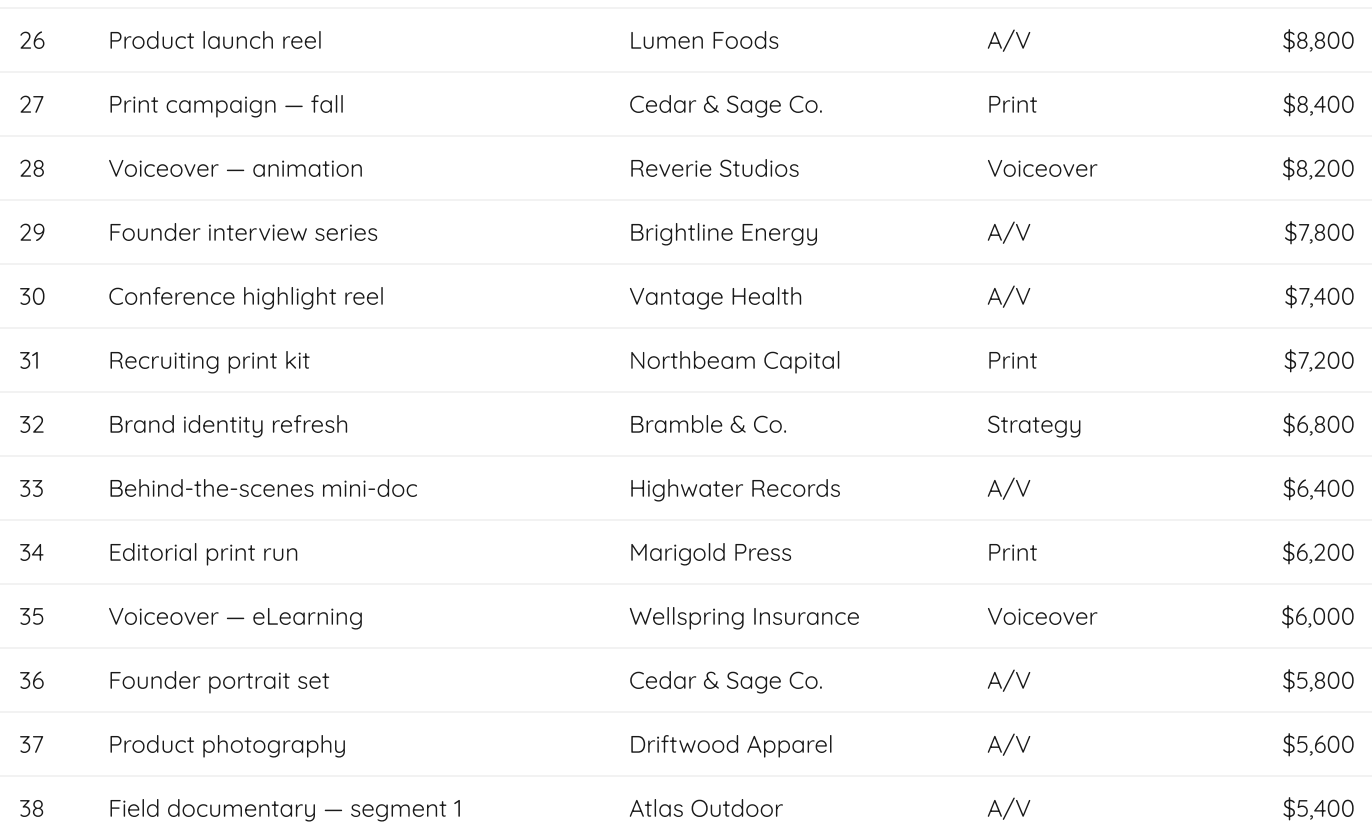 26 Product launch reel Lumen Foods A/V $8,800
27 Print campaign — fall Cedar & Sage Co. Print $8,400
28 Voiceover — animation Reverie Studios Voiceover $8,200
29 Founder interview series Brightline Energy A/V $7,800
30 Conference highlight reel Vantage Health A/V $7,400
31 Recruiting print kit Northbeam Capital Print $7,200
32 Brand identity refresh Bramble & Co. Strategy $6,800
33 Behind-the-scenes mini-doc Highwater Records A/V $6,400
34 Editorial print run Marigold Press Print $6,200
35 Voiceover — eLearning Wellspring Insurance Voiceover $6,000
36 Founder portrait set Cedar & Sage Co. A/V $5,800
37 Product photography Driftwood Apparel A/V $5,600
38 Field documentary — segment 1 Atlas Outdoor A/V $5,400